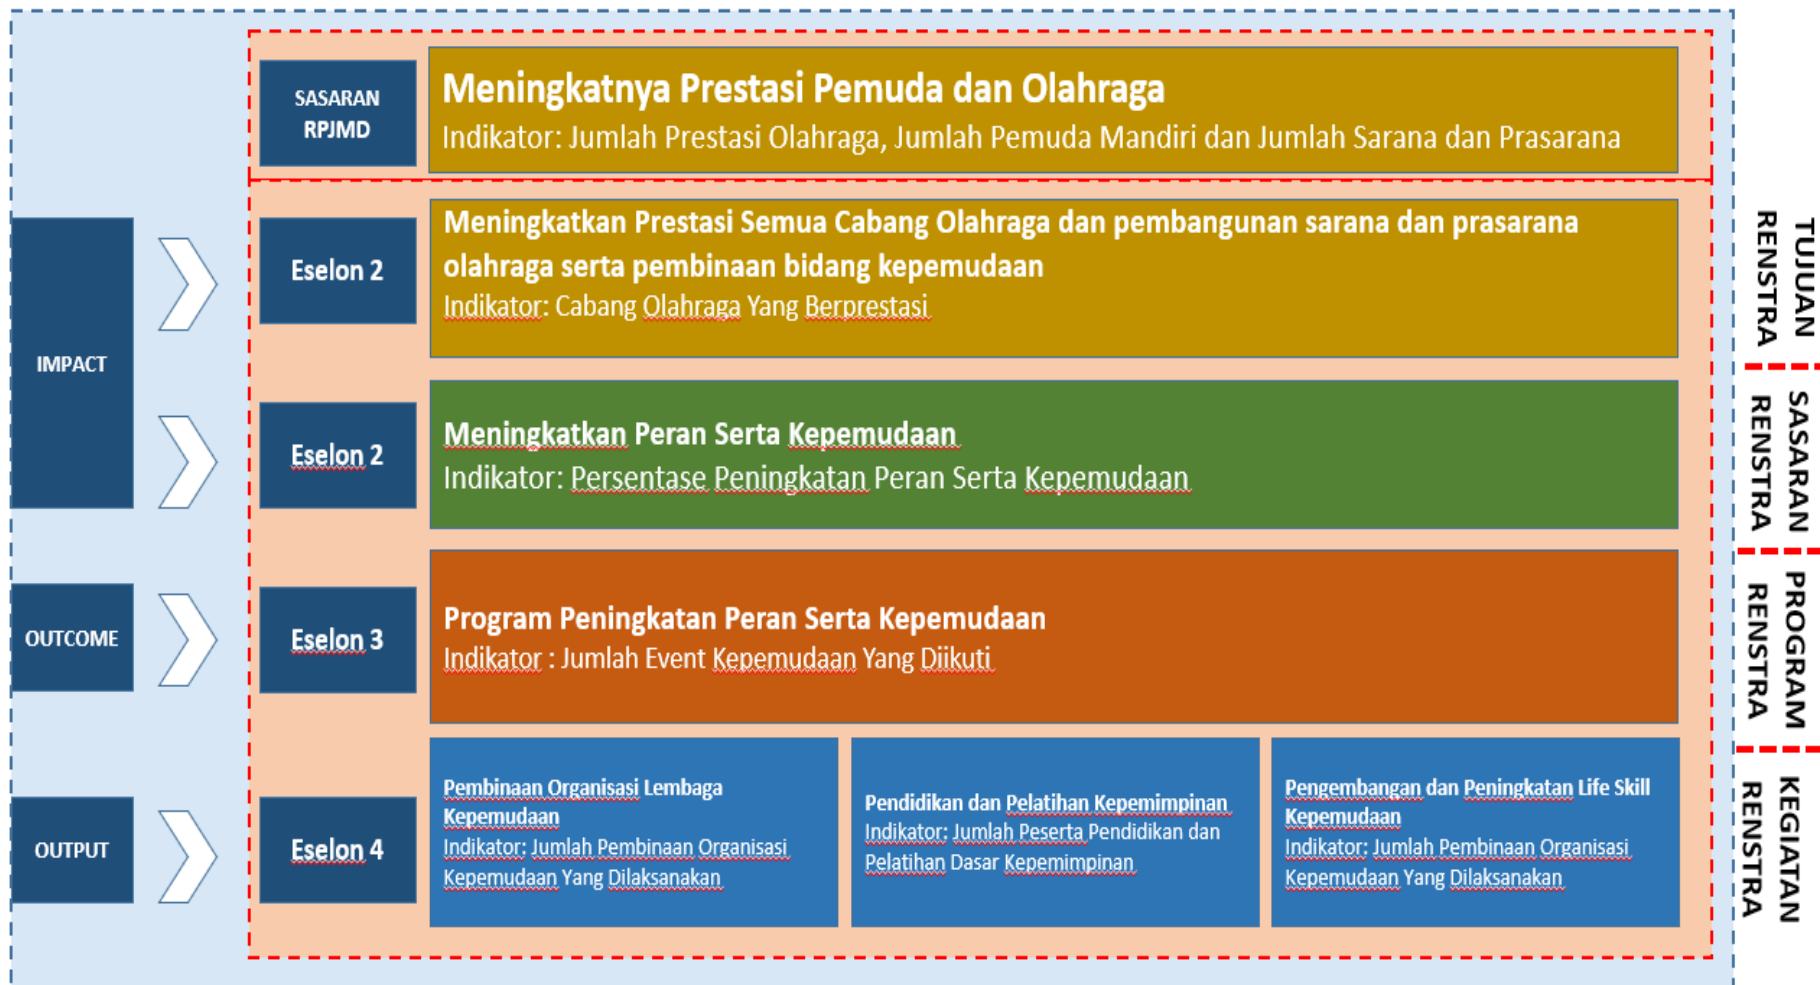 SASARAN
RPJMD
Meningkatnya Prestasi Pemuda dan Olahraga
Indikator: Jumlah Prestasi Olahraga, Jumlah Pemuda Mandiri dan Jumlah Sarana dan Prasarana
IMPACT
Eselon 2
Meningkatkan Prestasi Semua Cabang Olahraga dan pembangunan sarana dan prasarana
olahraga serta pembinaan bidang kepemudaan
Indikator: Cabang Olahraga Yang Berprestasi
TUJUAN
RENSTRA
Eselon 2
Meningkatkan Peran Serta Kepemudaan
Indikator: Persentase Peningkatan Peran Serta Kepemudaan
SASARAN
RENSTRA
OUTCOME
Eselon 3
Program Peningkatan Peran Serta Kepemudaan
Indikator : Jumlah Event Kepemudaan Yang Diikuti
PROGRAM
RENSTRA
OUTPUT
Eselon 4
Pembinaan Organisasi Lembaga
Kepemudaan
Indikator: Jumlah Pembinaan Organisasi
Kepemudaan Yang Dilaksanakan
Pendidikan dan Pelatihan Kepemimpinan
Indikator: Jumlah Peserta Pendidikan dan
Pelatihan Dasar Kepemimpinan
Pengembangan dan Peningkatan Life Skill
Kepemudaan
Indikator: Jumlah Pembinaan Organisasi
Kepemudaan Yang Dilaksanakan
KEGIATAN
RENSTRA